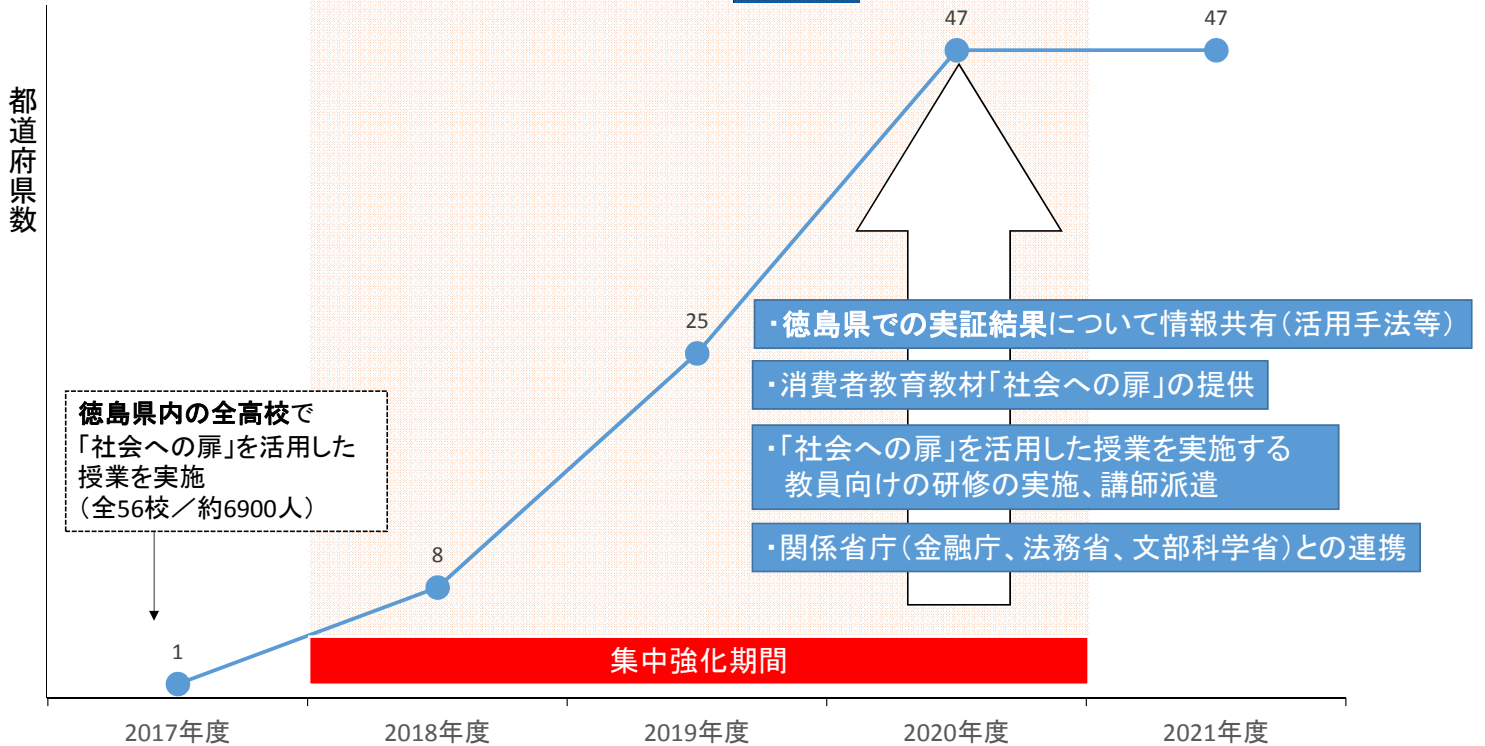 都道府県数
47
47
25
8
1
徳島県内の全高校で
「社会への扉」を活用した
授業を実施
（全56校／約6900人）
・徳島県での実証結果について情報共有（活用手法等）
・消費者教育教材「社会への扉」の提供
・「社会への扉」を活用した授業を実施する
教員向けの研修の実施、講師派遣
・関係省庁（金融庁、法務省、文部科学省）との連携
集中強化期間
2017年度
2018年度
2019年度
2020年度
2021年度